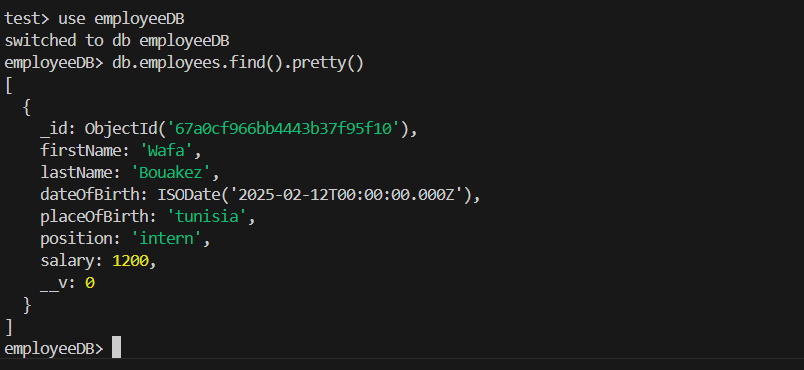 test> use employeeDB
switched to db employeeDB
employeeDB> db.employees.find().pretty()
[
  {
    _id: ObjectId('67a0cf966bb4443b37f95f10'),
    firstName: 'Wafa',
    lastName: 'Bouakez',
    dateOfBirth: ISODate('2025-02-12T00:00:00.000Z'),
    placeOfBirth: 'tunisia',
    position: 'intern',
    salary: 1200,
    __v: 0
  }
]
employeeDB>